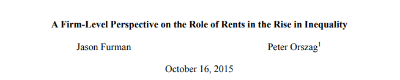 A Firm-Level Perspective on the Role of Rents in the Rise in Inequality
Jason Furman Peter Orszag1
October 16, 2015